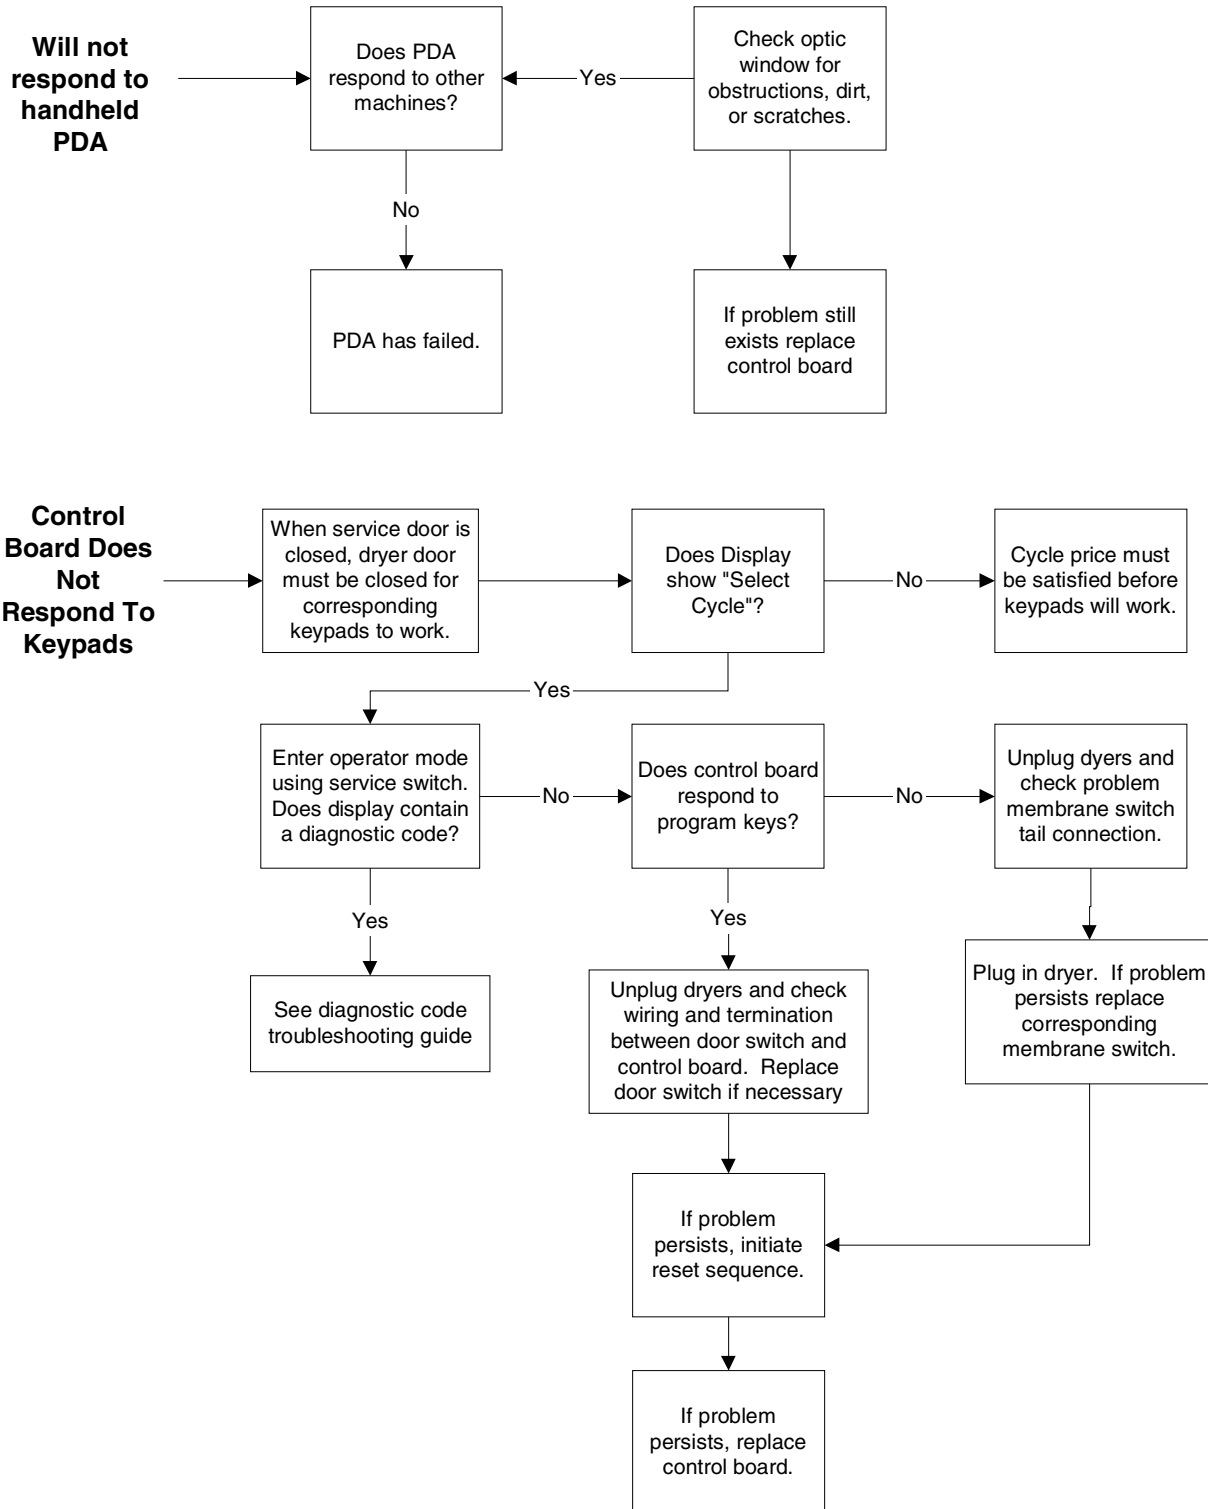 Will not
respond to
handheld
PDA
Does PDA
respond to other
machines?
Yes
Check optic
window for
obstructions, dirt,
or scratches.
No
PDA has failed.
If problem still
exists replace
control board
Control
Board Does
Not
Respond To
Keypads
When service door is
closed, dryer door
must be closed for
corresponding
keypads to work.
Does Display
show "Select
Cycle"?
No
Cycle price must
be satisfied before
keypads will work.
Yes
Enter operator mode
using service switch.
Does display contain
a diagnostic code?
No
Does control board
respond to
program keys?
No
Unplug dyers and
check problem
membrane switch
tail connection.
Yes
Yes
See diagnostic code
troubleshooting guide
Unplug dryers and check
wiring and termination
between door switch and
control board. Replace
door switch if necessary
Plug in dryer. If problem
persists replace
corresponding
membrane switch.
If problem
persists, initiate
reset sequence.
If problem
persists, replace
control board.